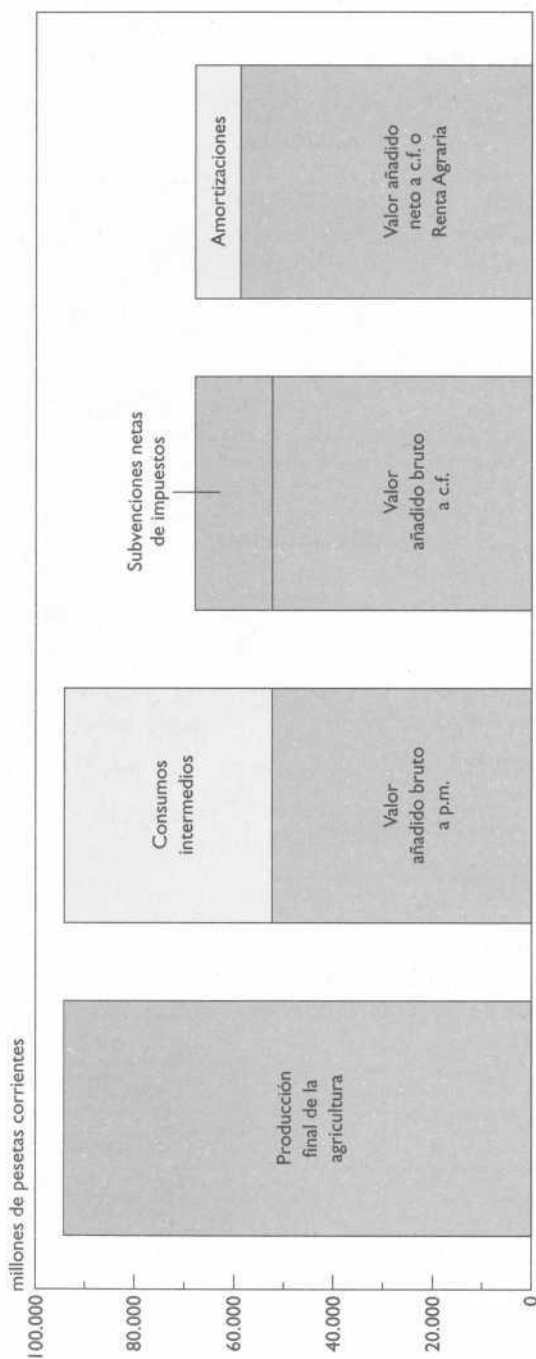 millones de pesetas corrientes
100.000
80.000
60.000
40.000
20.000
0
Producción
final de la
agricultura
Consumos
intermedios
Valor
añadido bruto
a p.m.
Subvenciones netas
de impuestos
Valor
añadido bruto
a c.f.
Amortizaciones
Valor añadido
neto a c.f. o
Renta Agraria